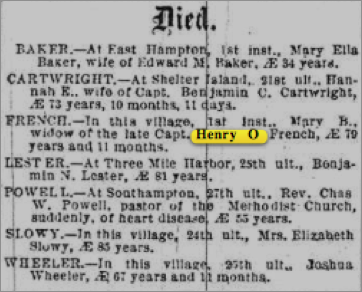 Died.
BAKER.—At East Hampton, 1st inst., Mary Ella
Baker, wife of Edward M. Baker, Æ 34 years.
CARTWRIGHT.—At Shelter Island, 21st ult., Han-
nah E., wife of Capt. Benjamin C. Cartwright,
Æ 73 years, 10 months, 11 days.
FRENCH.—In this village, 1st inst., Mary B.,
widow of the late Capt. Henry O French, Æ 79
years and 11 months.
LESTER.—At Three Mile Harbor, 25th ult., Benja-
min N. Lester, Æ 81 years.
POWELL.—At Southampton, 27th ult., Rev. Chas
W. Powell, pastor of the Methodist Church,
suddenly, of heart disease, Æ 55 years.
SLOWY.—In this village, 24th ult., Mrs. Elizabeth
Slowy, Æ 85 years.
WHEELER.—In this village, 26th ult., Joshua
Wheeler, Æ 67 years and 11 months.